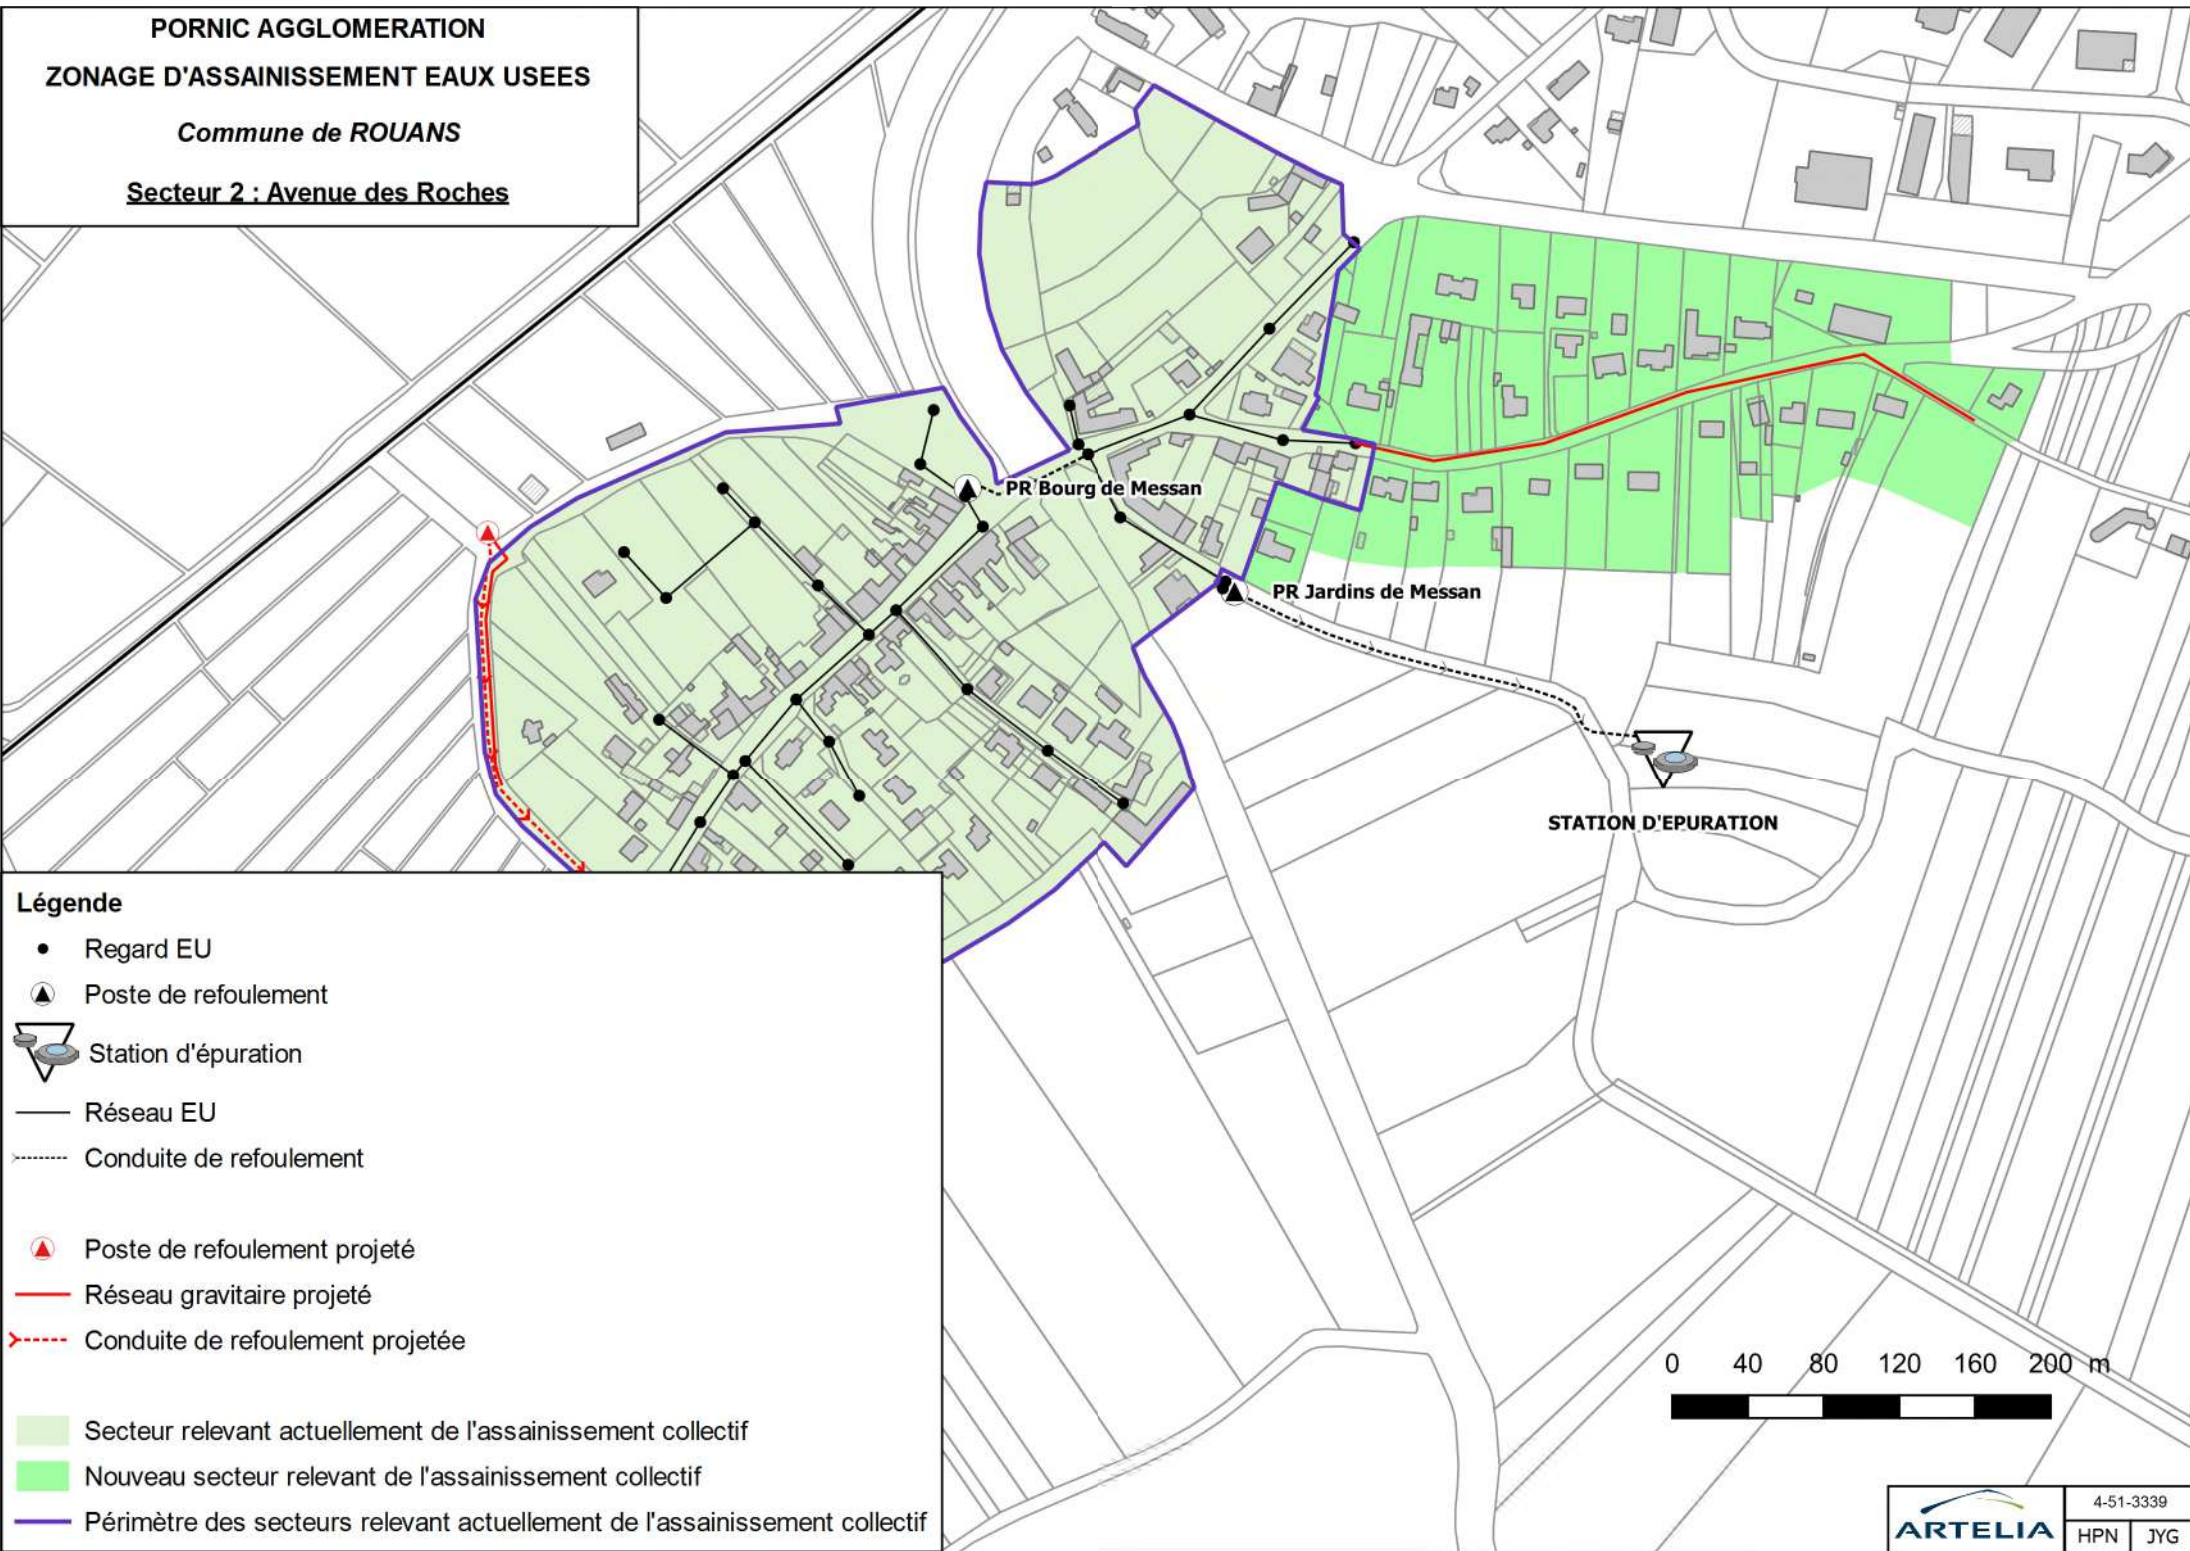 PORNIC AGGLOMERATION
ZONAGE D'ASSAINISSEMENT EAUX USEES
Commune de ROUANS
Secteur 2 : Avenue des Roches
PR Bourg de Messan
PR Jardins de Messan
STATION D'EPURATION
Légende
Regard EU
Poste de refoulement
Station d'épuration
Réseau EU
Conduite de refoulement
Poste de refoulement projeté
Réseau gravitaire projeté
Conduite de refoulement projetée
Secteur relevant actuellement de l'assainissement collectif
Nouveau secteur relevant de l'assainissement collectif
Périmètre des secteurs relevant actuellement de l'assainissement collectif
0 40 80 120 160 200 m
ARTELIA
4-51-3339
HPN JYG